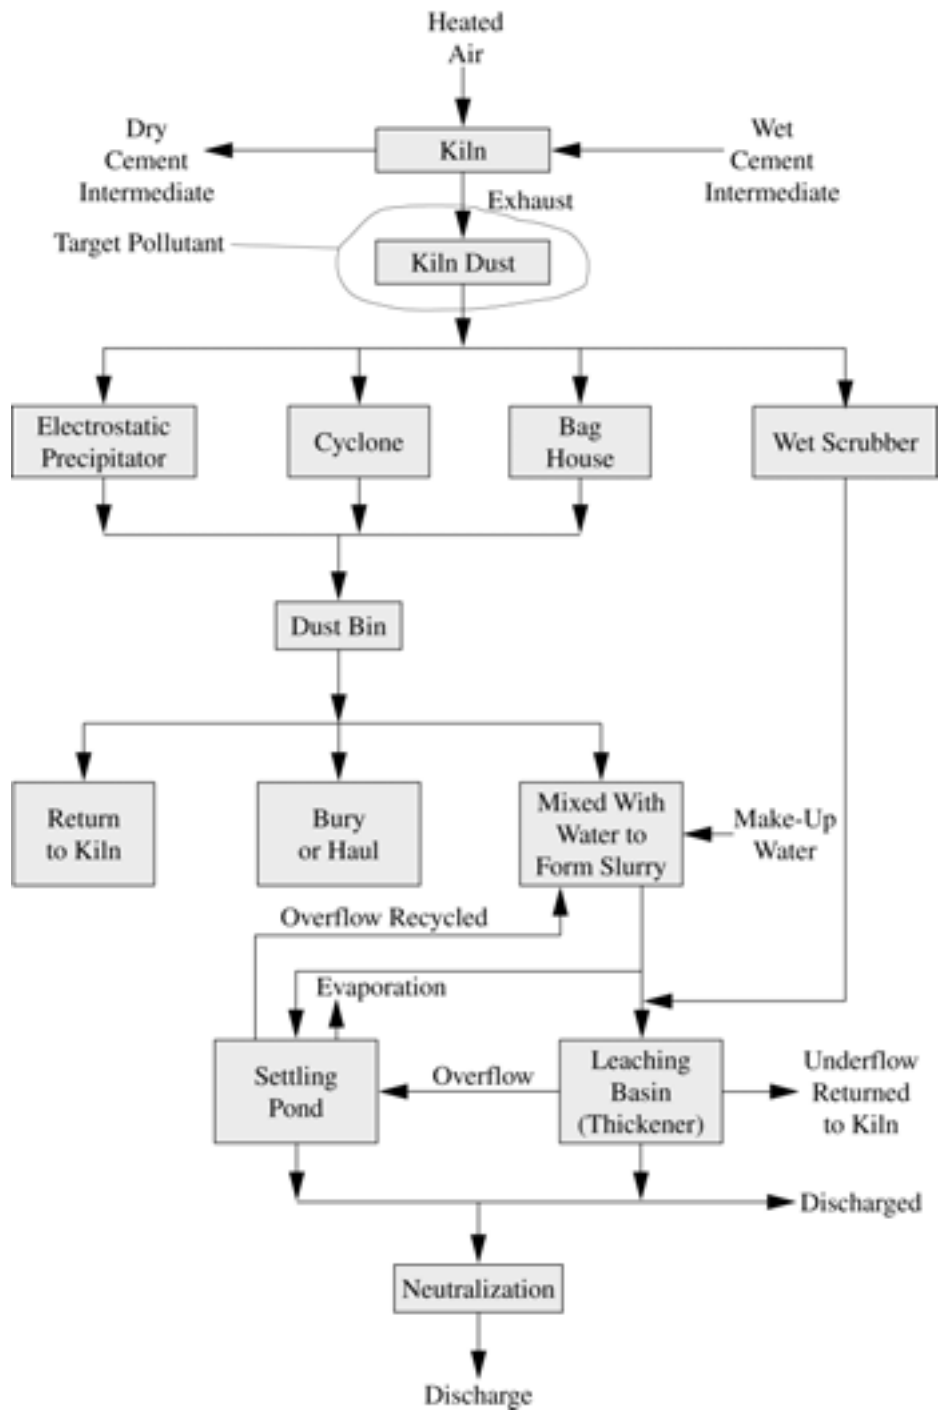 Heated
Air
Dry
Cement
Intermediate
Kiln
Wet
Cement
Intermediate
Exhaust
Target Pollutant
Kiln Dust
Electrostatic
Precipitator
Cyclone
Bag
House
Wet Scrubber
Dust Bin
Return
to Kiln
Bury
or Haul
Mixed With
Water to
Form Slurry
Make-Up
Water
Overflow Recycled
Evaporation
Settling
Pond
Overflow
Leaching
Basin
(Thickener)
Underflow
Returned
to Kiln
Discharged
Neutralization
Discharge